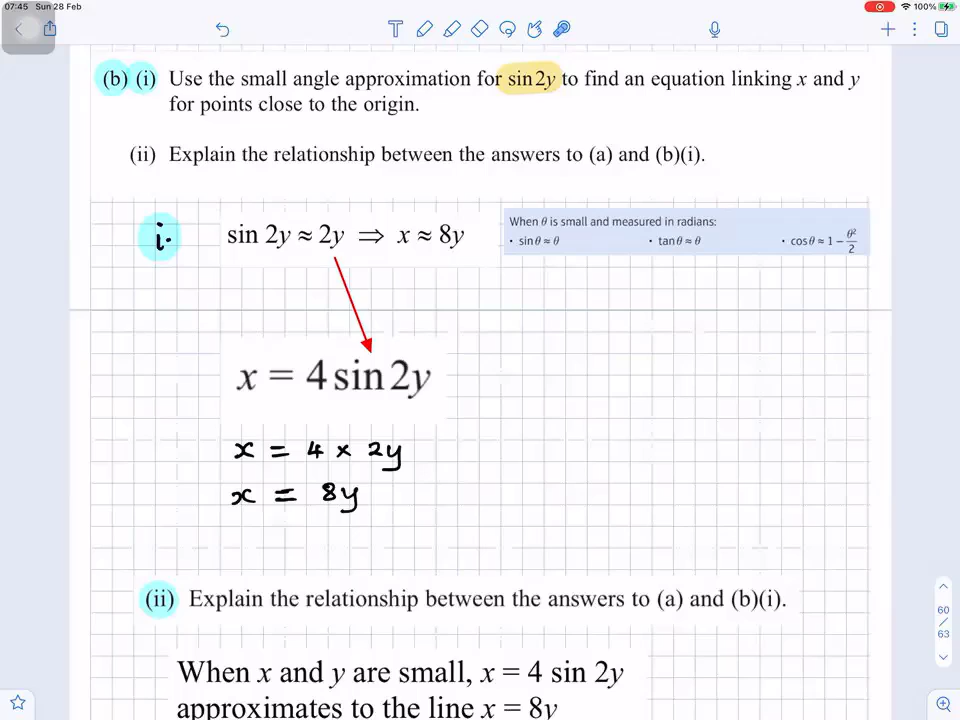 07:45 Sun 28 Feb
100%
(b) (i) Use the small angle approximation for sin 2y to find an equation linking x and y
for points close to the origin.
(ii) Explain the relationship between the answers to (a) and (b)(i).
i.
sin 2y ≈ 2y ⇒ x ≈ 8y
When θ is small and measured in radians:
• sin θ ≈ θ • tan θ ≈ θ • cos θ ≈ 1 − θ²/2
x = 4 sin 2y
x = 4 × 2y
x = 8y
(ii) Explain the relationship between the answers to (a) and (b)(i).
60
/
63
When x and y are small, x = 4 sin 2y
approximates to the line x = 8y